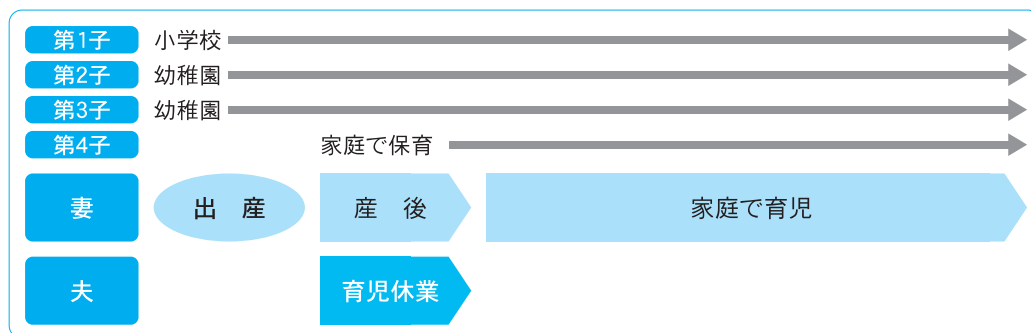 第1子 小学校
第2子 幼稚園
第3子 幼稚園
第4子 家庭で保育
妻 出 産 産 後 家庭で育児
夫 育児休業